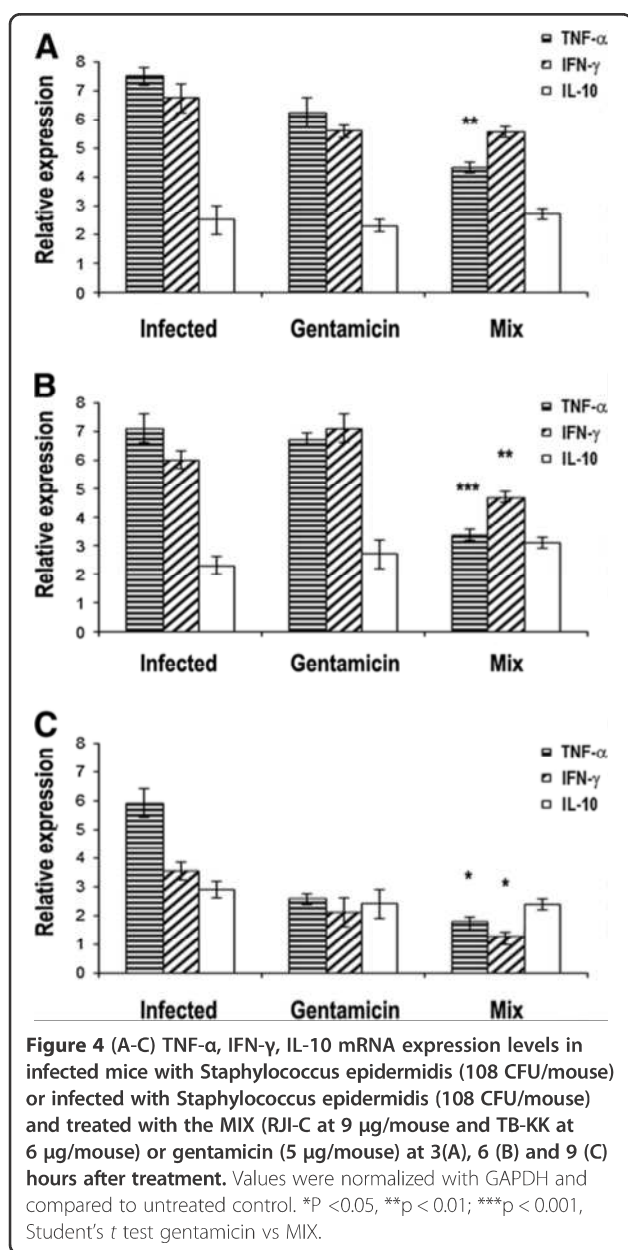 A
TNF-α
IFN-γ
IL-10
**
Relative expression
8
7
6
5
4
3
2
1
0
Infected Gentamicin Mix
B
TNF-α
IFN-γ
IL-10
**
***
Relative expression
8
7
6
5
4
3
2
1
0
Infected Gentamicin Mix
C
TNF-α
IFN-γ
IL-10
* *
Relative expression
8
7
6
5
4
3
2
1
0
Infected Gentamicin Mix
Figure 4 (A-C) TNF-α, IFN-γ, IL-10 mRNA expression levels in
infected mice with Staphylococcus epidermidis (108 CFU/mouse)
or infected with Staphylococcus epidermidis (108 CFU/mouse)
and treated with the MIX (RJI-C at 9 μg/mouse and TB-KK at
6 μg/mouse) or gentamicin (5 μg/mouse) at 3(A), 6 (B) and 9 (C)
hours after treatment. Values were normalized with GAPDH and
compared to untreated control. *P <0.05, **p < 0.01; ***p < 0.001,
Student's t test gentamicin vs MIX.